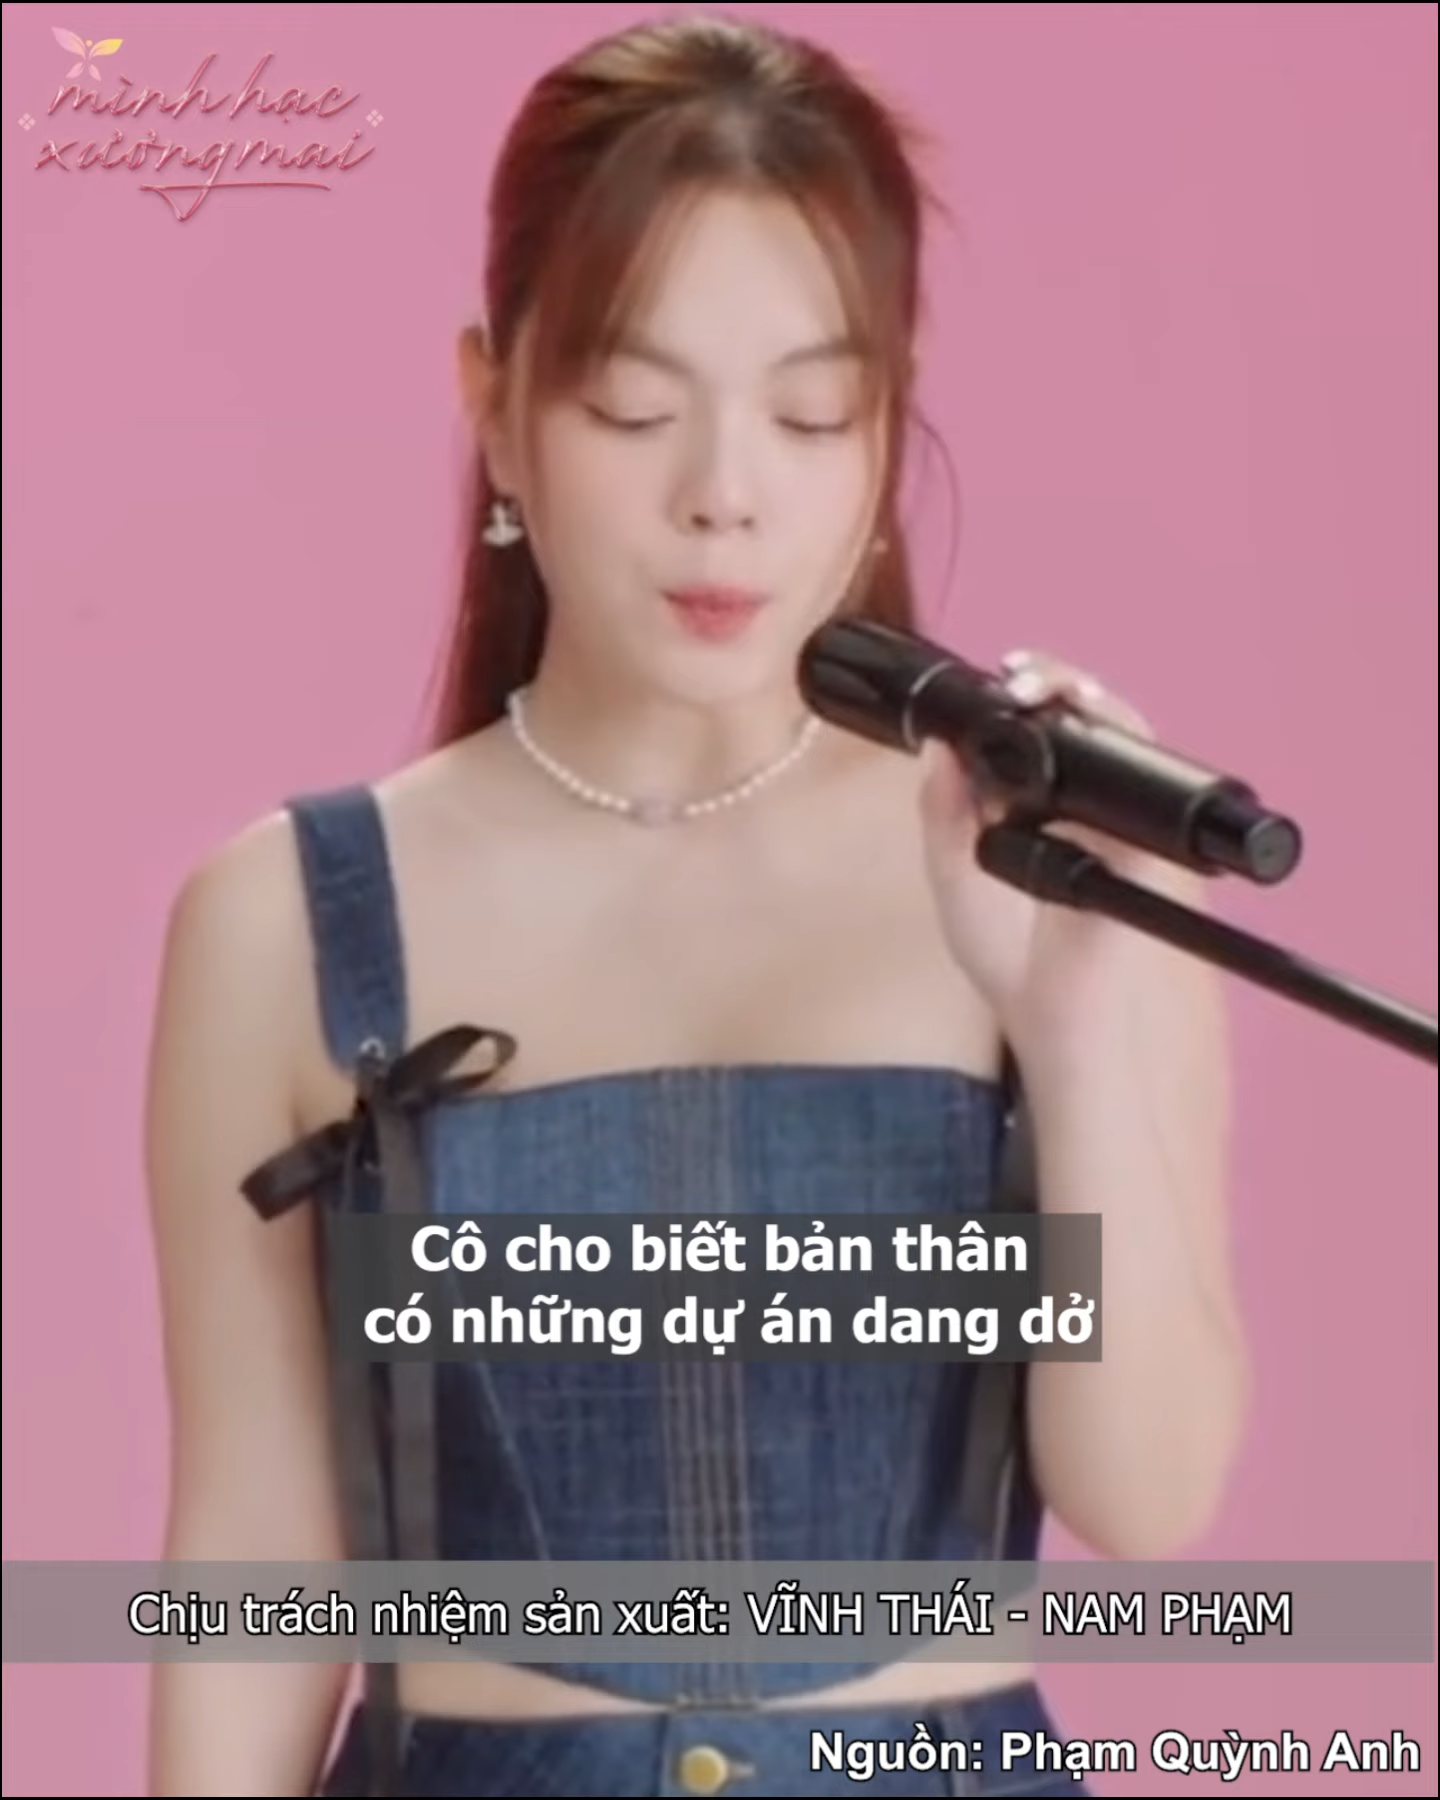 mình hạc
xưởng mai
Cô cho biết bản thân
có những dự án dang dở
Chịu trách nhiệm sản xuất: VĨNH THÁI - NAM PHẠM
Nguồn: Phạm Quỳnh Anh